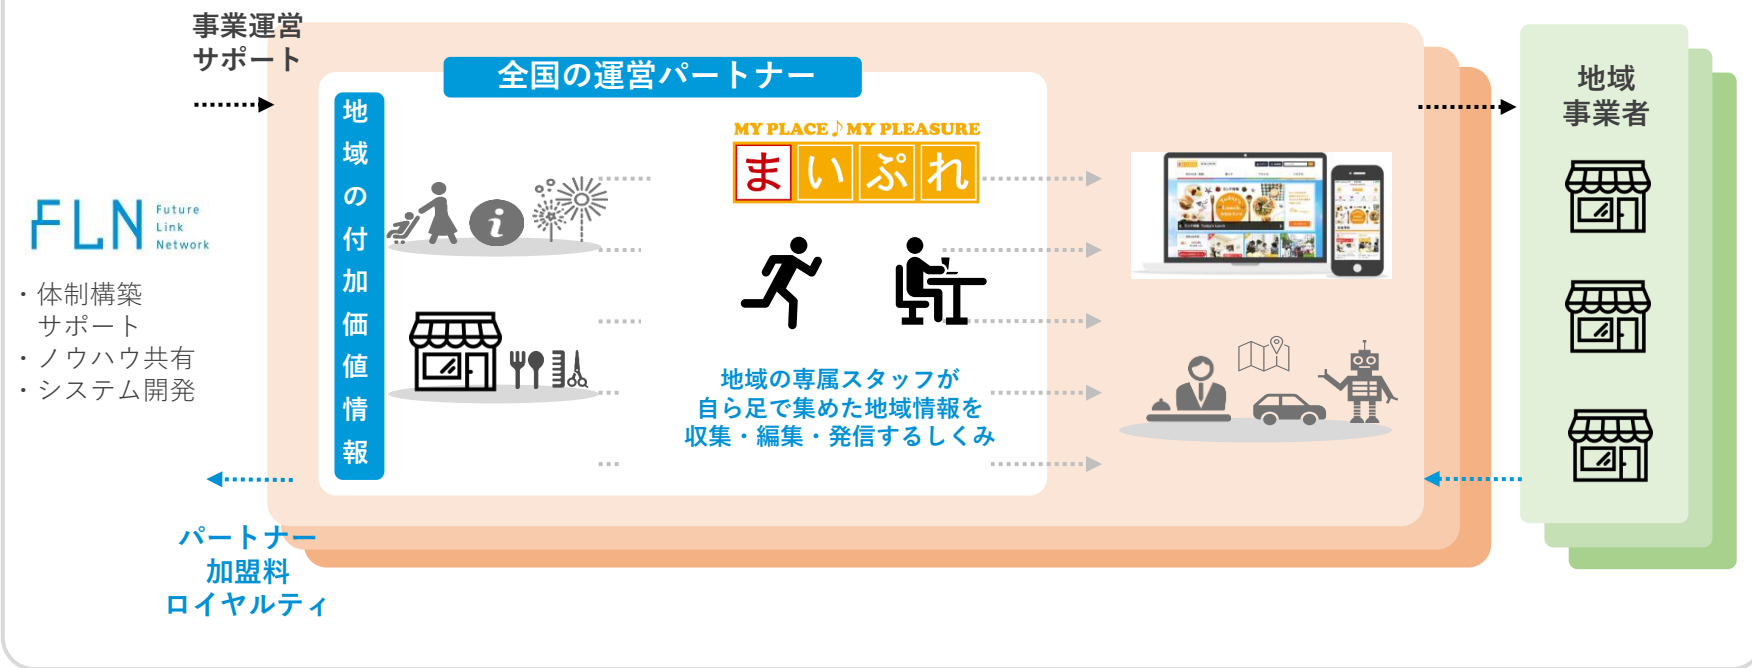 事業運営
サポート
全国の運営パートナー
地域の付加価値情報
MY PLACE♪MY PLEASURE
まいぷれ
地域の専属スタッフが
自ら足で集めた地域情報を
収集・編集・発信するしくみ
FLN
Future
Link
Network
・体制構築
サポート
・ノウハウ共有
・システム開発
パートナー
加盟料
ロイヤルティ
地域
事業者